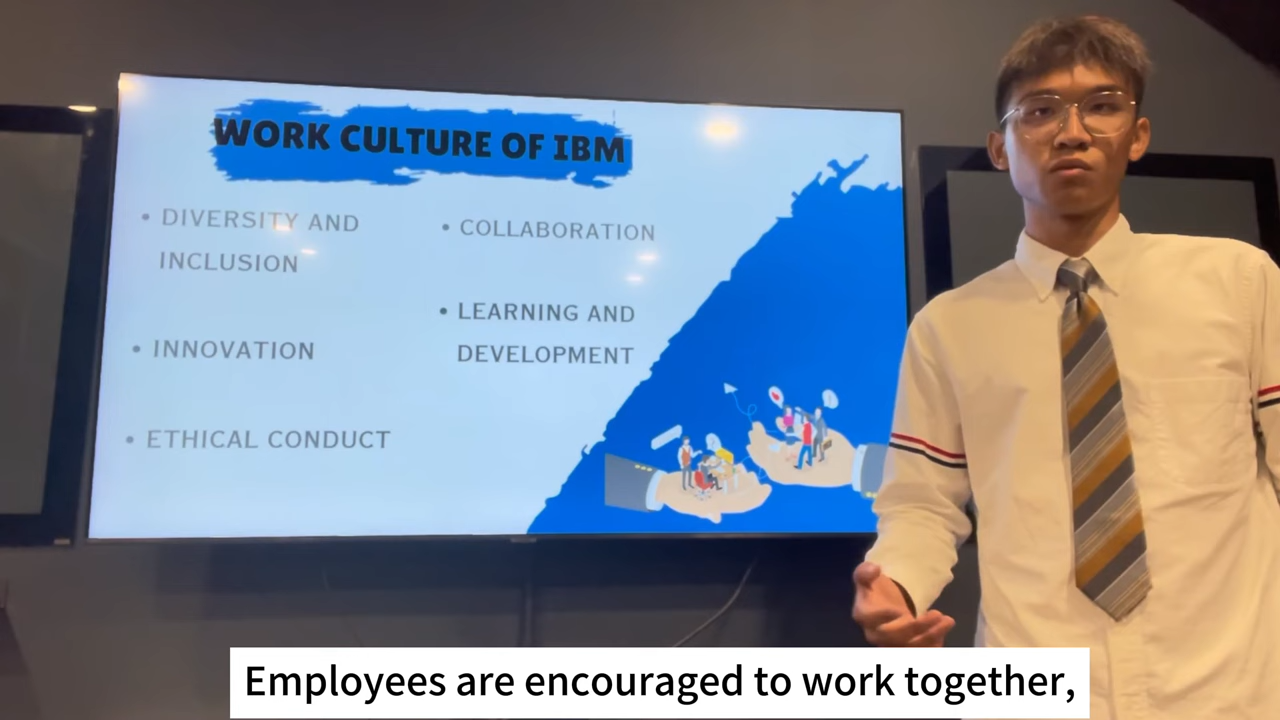 WORK CULTURE OF IBM
• DIVERSITY AND
INCLUSION
• INNOVATION
• ETHICAL CONDUCT
• COLLABORATION
• LEARNING AND
DEVELOPMENT
Employees are encouraged to work together,